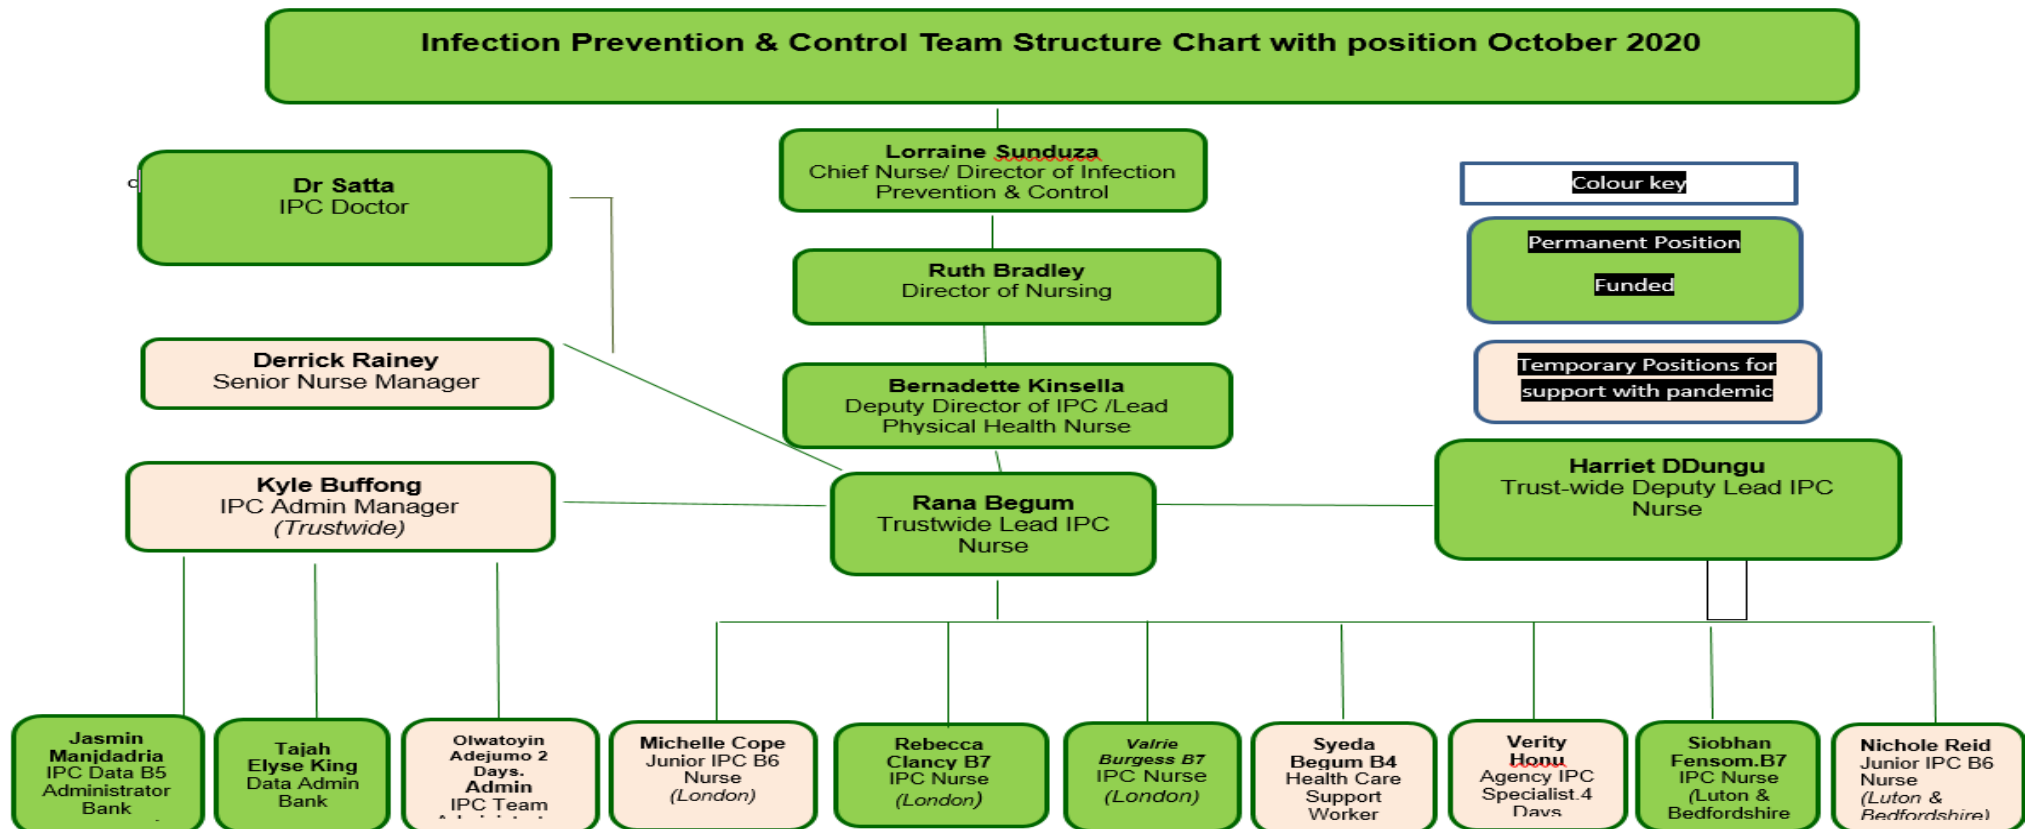 Infection Prevention & Control Team Structure Chart with position October 2020
Lorraine Sunduza
Chief Nurse/ Director of Infection
Prevention & Control
Dr Satta
IPC Doctor
Colour key
Permanent Position
Funded
Ruth Bradley
Director of Nursing
Derrick Rainey
Senior Nurse Manager
Temporary Positions for
support with pandemic
Bernadette Kinsella
Deputy Director of IPC /Lead
Physical Health Nurse
Kyle Buffong
IPC Admin Manager
(Trustwide)
Rana Begum
Trustwide Lead IPC
Nurse
Harriet DDungu
Trust-wide Deputy Lead IPC
Nurse
Jasmin
Manjdadria
IPC Data B5
Administrator
Bank
Tajah
Elyse King
Data Admin
Bank
Olwatoyin
Adejumo 2
Days.
Admin
IPC Team
Michelle Cope
Junior IPC B6
Nurse
(London)
Rebecca
Clancy B7
IPC Nurse
(London)
Valrie
Burgess B7
IPC Nurse
(London)
Syeda
Begum B4
Health Care
Support
Worker
Verity
Honu
Agency IPC
Specialist.4
Days
Siobhan
Fensom.B7
IPC Nurse
(Luton &
Bedfordshire
Nichole Reid
Junior IPC B6
Nurse
(Luton &
Bedfordshire)